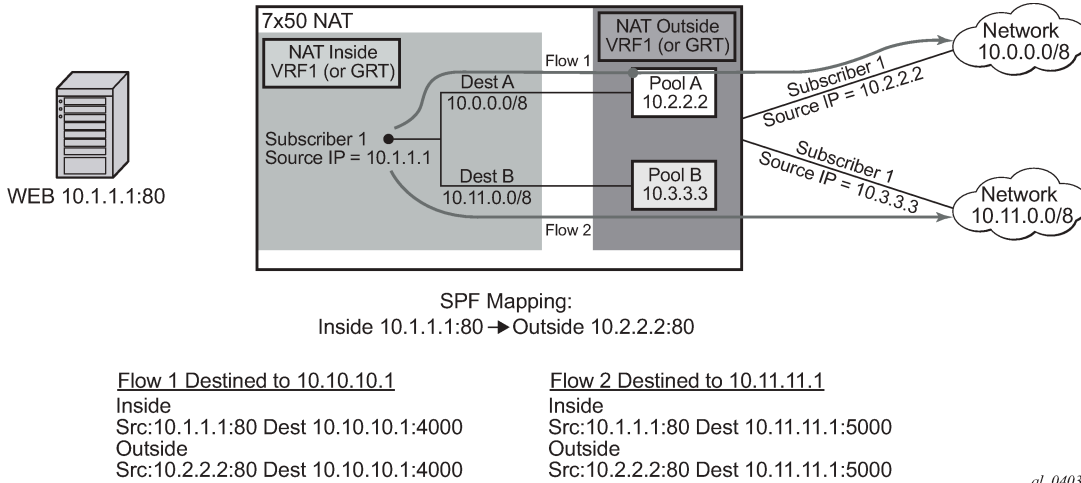 7x50 NAT
NAT Inside
VRF1 (or GRT)
NAT Outside
VRF1 (or GRT)
Flow 1
Dest A
10.0.0.0/8
Pool A
10.2.2.2
Subscriber 1
Source IP = 10.2.2.2
Network
10.0.0.0/8
Subscriber 1
Source IP = 10.1.1.1
WEB 10.1.1.1:80
Dest B
10.11.0.0/8
Pool B
10.3.3.3
Subscriber 1
Source IP = 10.3.3.3
Network
10.11.0.0/8
Flow 2
SPF Mapping:
Inside 10.1.1.1:80 → Outside 10.2.2.2:80
Flow 1 Destined to 10.10.10.1
Inside
Src:10.1.1.1:80 Dest 10.10.10.1:4000
Outside
Src:10.2.2.2:80 Dest 10.10.10.1:4000
Flow 2 Destined to 10.11.11.1
Inside
Src:10.1.1.1:80 Dest 10.11.11.1:5000
Outside
Src:10.2.2.2:80 Dest 10.11.11.1:5000
al_0403